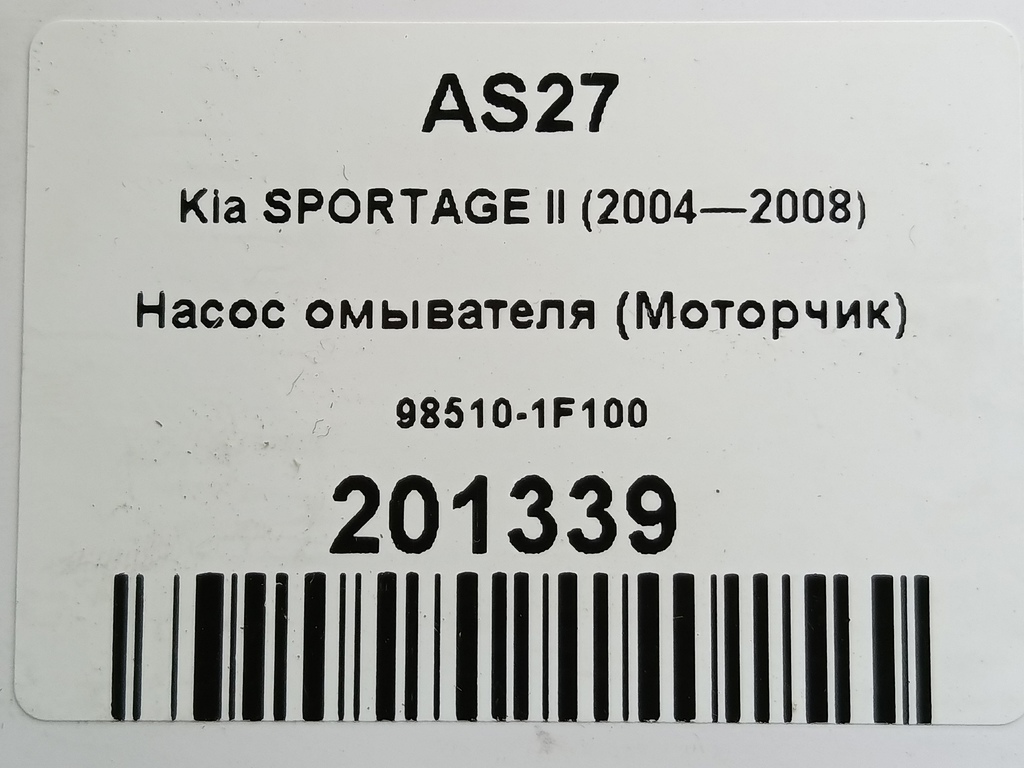 AS27
Kia SPORTAGE II (2004—2008)
Насос омывателя (Моторчик)
98510-1F100
201339